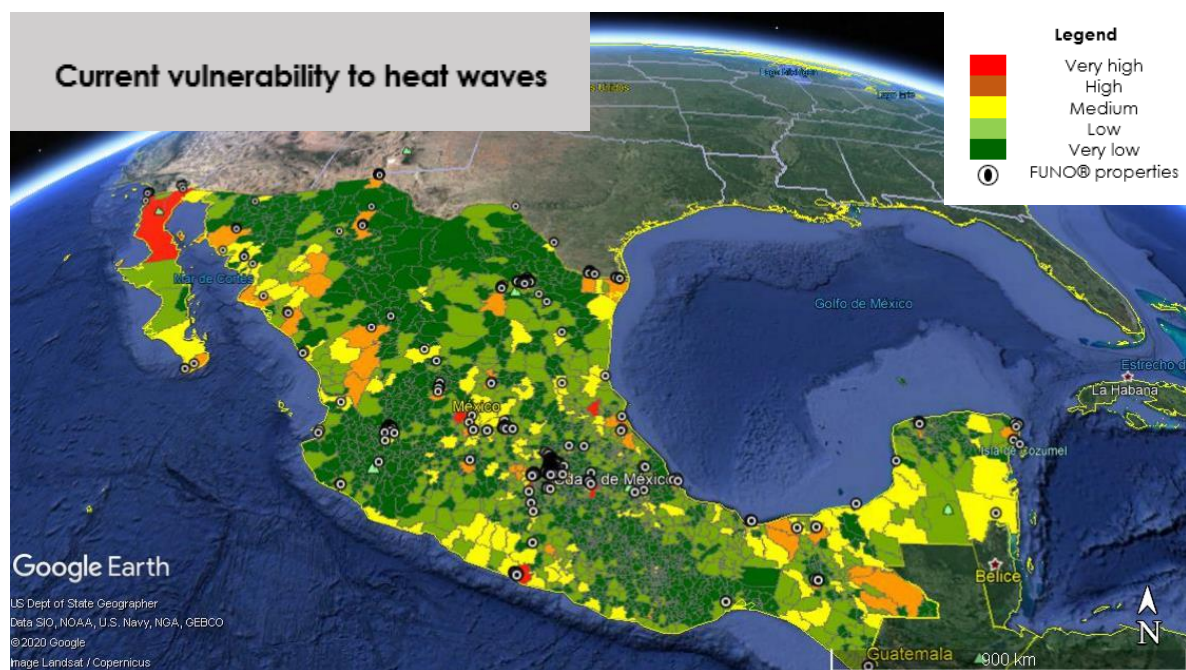 Current vulnerability to heat waves
Legend
Very high
High
Medium
Low
Very low
FUNO® properties
s Unidos
Mar de Cortés
Golfo de México
Estrecho d
La Habana
México
Isla de Cozumel
da de México
Belice
Guatemala
Google Earth
US Dept of State Geographer
Data SIO, NOAA, U.S. Navy, NGA, GEBCO
©2020 Google
Image Landsat / Copernicus
900 km
N